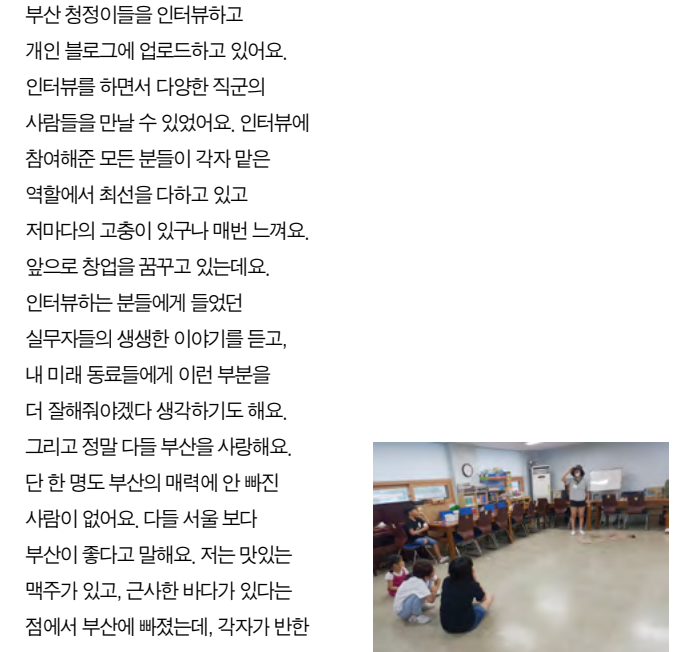 부산 청정이들을 인터뷰하고
개인 블로그에 업로드하고 있어요.
인터뷰를 하면서 다양한 직군의
사람들을 만날 수 있었어요. 인터뷰에
참여해준 모든 분들이 각자 맡은
역할에서 최선을 다하고 있고
저마다의 고충이 있구나 매번 느껴요.
앞으로 창업을 꿈꾸고 있는데요.
인터뷰하는 분들에게 들었던
실무자들의 생생한 이야기를 듣고,
내 미래 동료들에게 이런 부분을
더 잘해줘야겠다 생각하기도 해요.
그리고 정말 다들 부산을 사랑해요.
단 한 명도 부산의 매력에 안 빠진
사람이 없어요. 다들 서울 보다
부산이 좋다고 말해요. 저는 맛있는
맥주가 있고, 근사한 바다가 있다는
점에서 부산에 빠졌는데, 각자가 반한